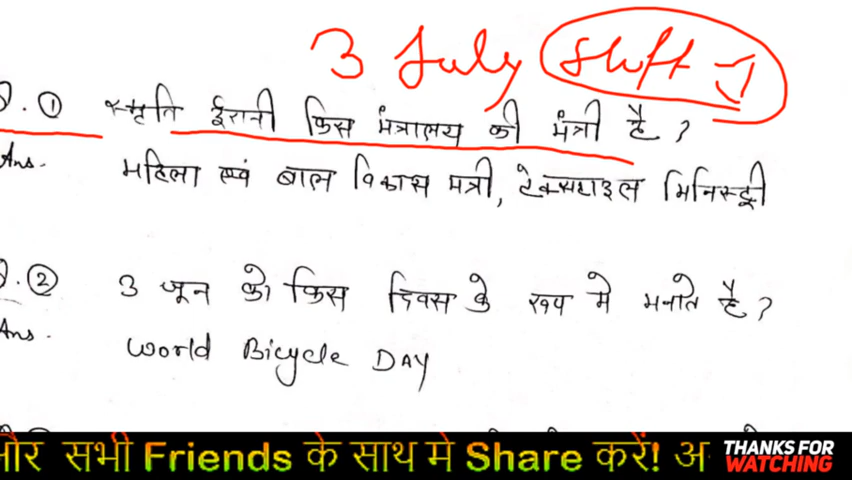 3 July Shift I
प्र. ① स्मृति ईरानी किस मंत्रालय की मंत्री है ?
Ans. महिला एवं बाल विकास मंत्री, टेक्सटाइल मिनिस्ट्री
प्र. ② 3 जून को किस दिवस के रूप मे मनाते है ?
Ans. World Bicycle DAY
और सभी Friends के साथ मे Share करें! अ
THANKS FOR
WATCHING